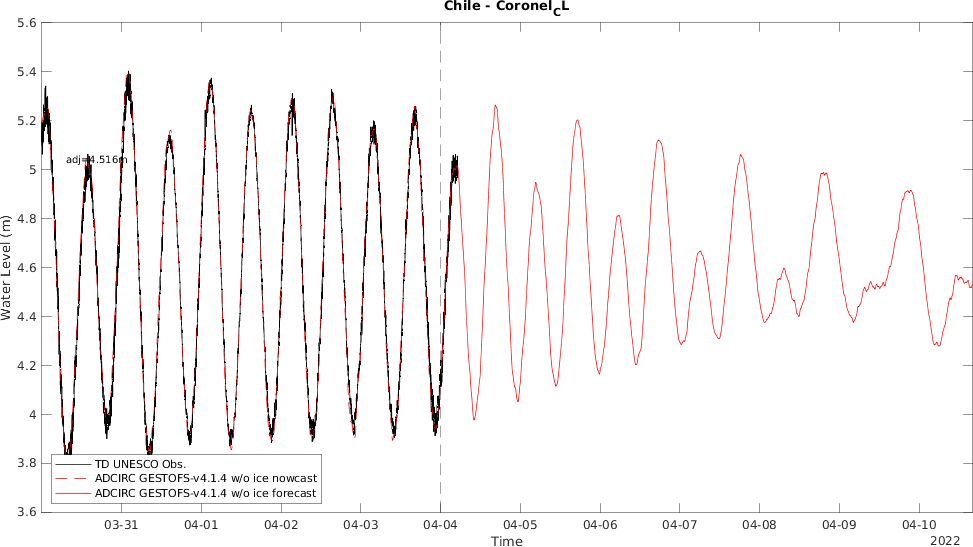 Chile - Coronel_CL
5.6
5.4
5.2
5
4.8
4.6
4.4
4.2
4
3.8
3.6
Water Level (m)
adj=4.516m
TD UNESCO Obs.
ADCIRC GESTOFS-v4.1.4 w/o ice nowcast
ADCIRC GESTOFS-v4.1.4 w/o ice forecast
03-31 04-01 04-02 04-03 04-04 04-05 04-06 04-07 04-08 04-09 04-10
Time
2022